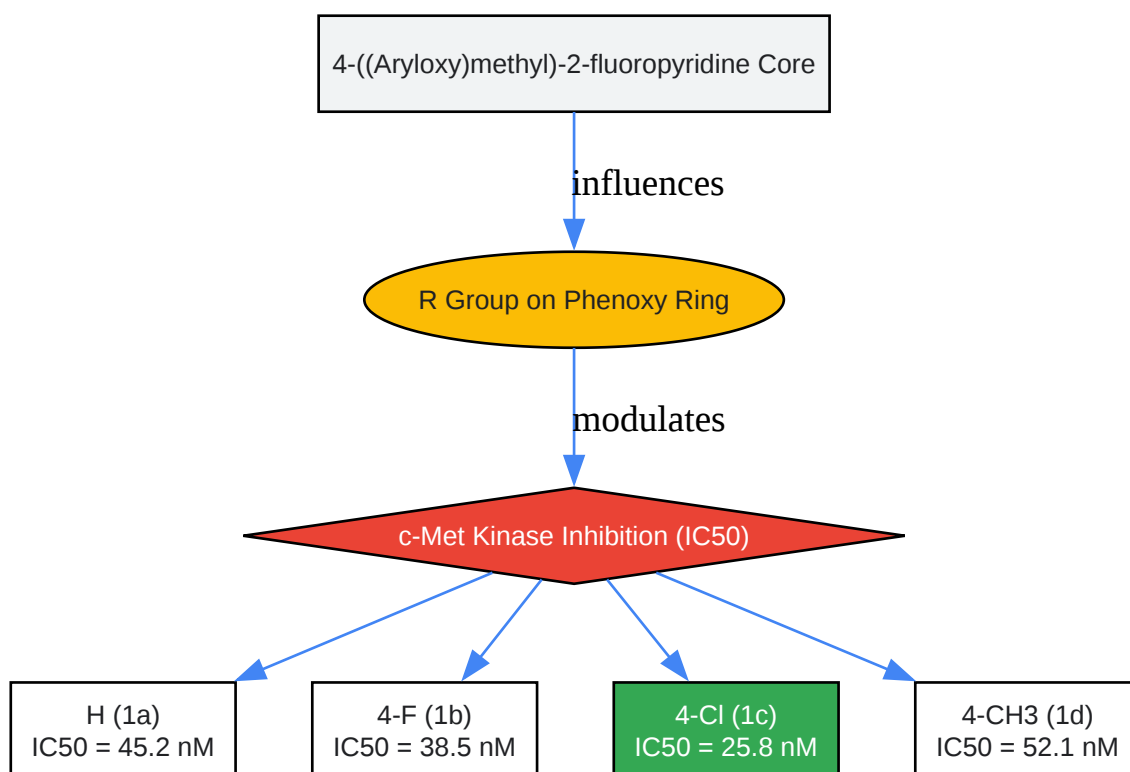 4-((Aryloxy)methyl)-2-fluoropyridine Core
influences
R Group on Phenoxy Ring
modulates
c-Met Kinase Inhibition (IC50)
H (1a)
IC50 = 45.2 nM
4-F (1b)
IC50 = 38.5 nM
4-Cl (1c)
IC50 = 25.8 nM
4-CH3 (1d)
IC50 = 52.1 nM